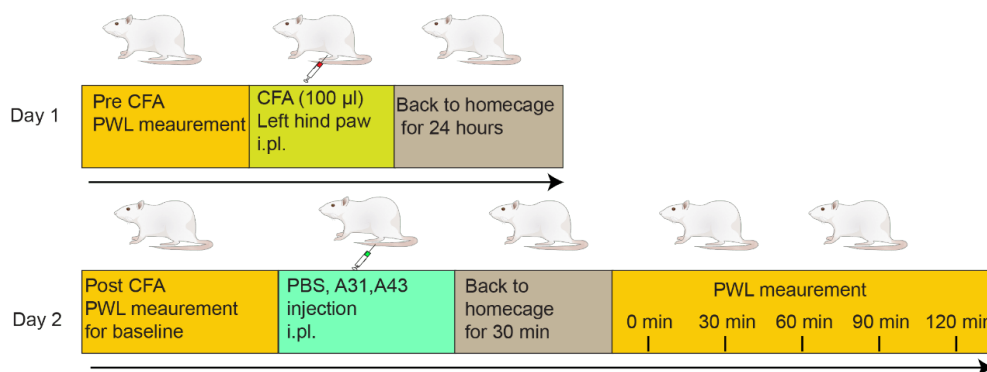 Day 1
Pre CFA
PWL meaurement
CFA (100 µl)
Left hind paw
i.pl.
Back to homecage
for 24 hours
Day 2
Post CFA
PWL meaurement
for baseline
PBS, A31,A43
injection
i.pl.
Back to
homecage
for 30 min
PWL meaurement
0 min 30 min 60 min 90 min 120 min